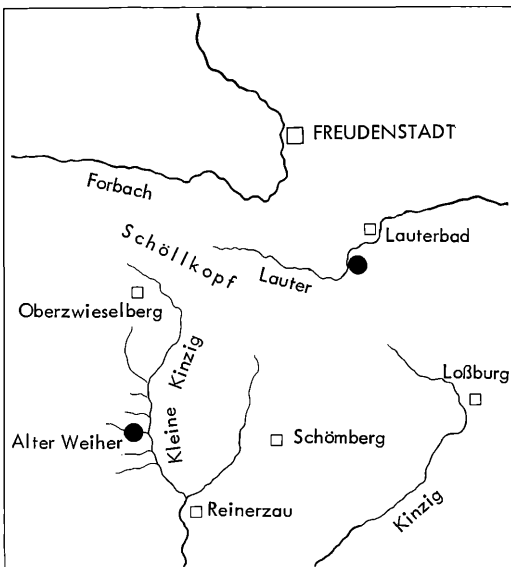 FREUDENSTADT
Forbach
Schöllkopf
Lauterbad
Lauter
Oberzwieselberg
Kleine Kinzig
Loßburg
Alter Weiher
Schömberg
Reinerzau
Kinzig